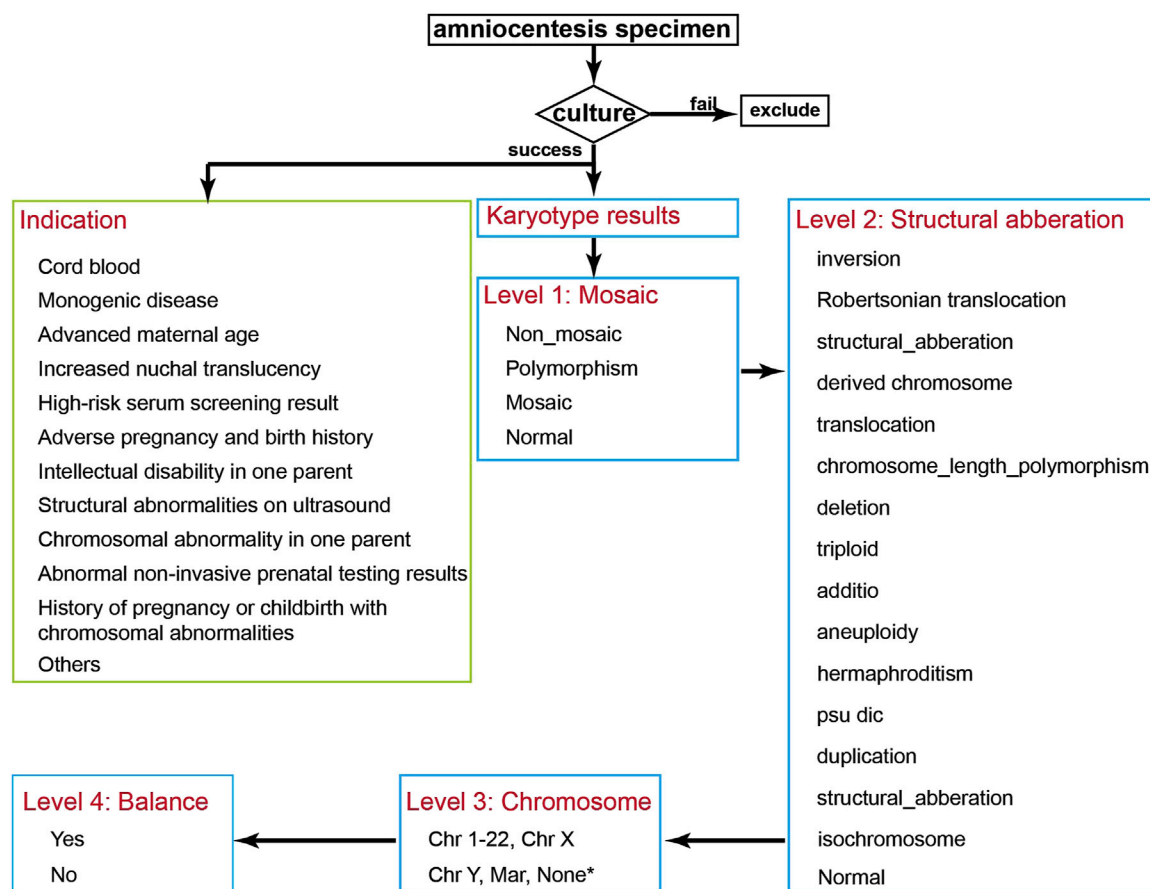 amniocentesis specimen
culture
fail
exclude
success
Indication
Cord blood
Monogenic disease
Advanced maternal age
Increased nuchal translucency
High-risk serum screening result
Adverse pregnancy and birth history
Intellectual disability in one parent
Structural abnormalities on ultrasound
Chromosomal abnormality in one parent
Abnormal non-invasive prenatal testing results
History of pregnancy or childbirth with
chromosomal abnormalities
Others
Karyotype results
Level 1: Mosaic
Non_mosaic
Polymorphism
Mosaic
Normal
Level 2: Structural abberation
inversion
Robertsonian translocation
structural_abberation
derived chromosome
translocation
chromosome_length_polymorphism
deletion
triploid
additio
aneuploidy
hermaphroditism
psu dic
duplication
structural_abberation
isochromosome
Normal
Level 3: Chromosome
Chr 1-22, Chr X
Chr Y, Mar, None*
Level 4: Balance
Yes
No